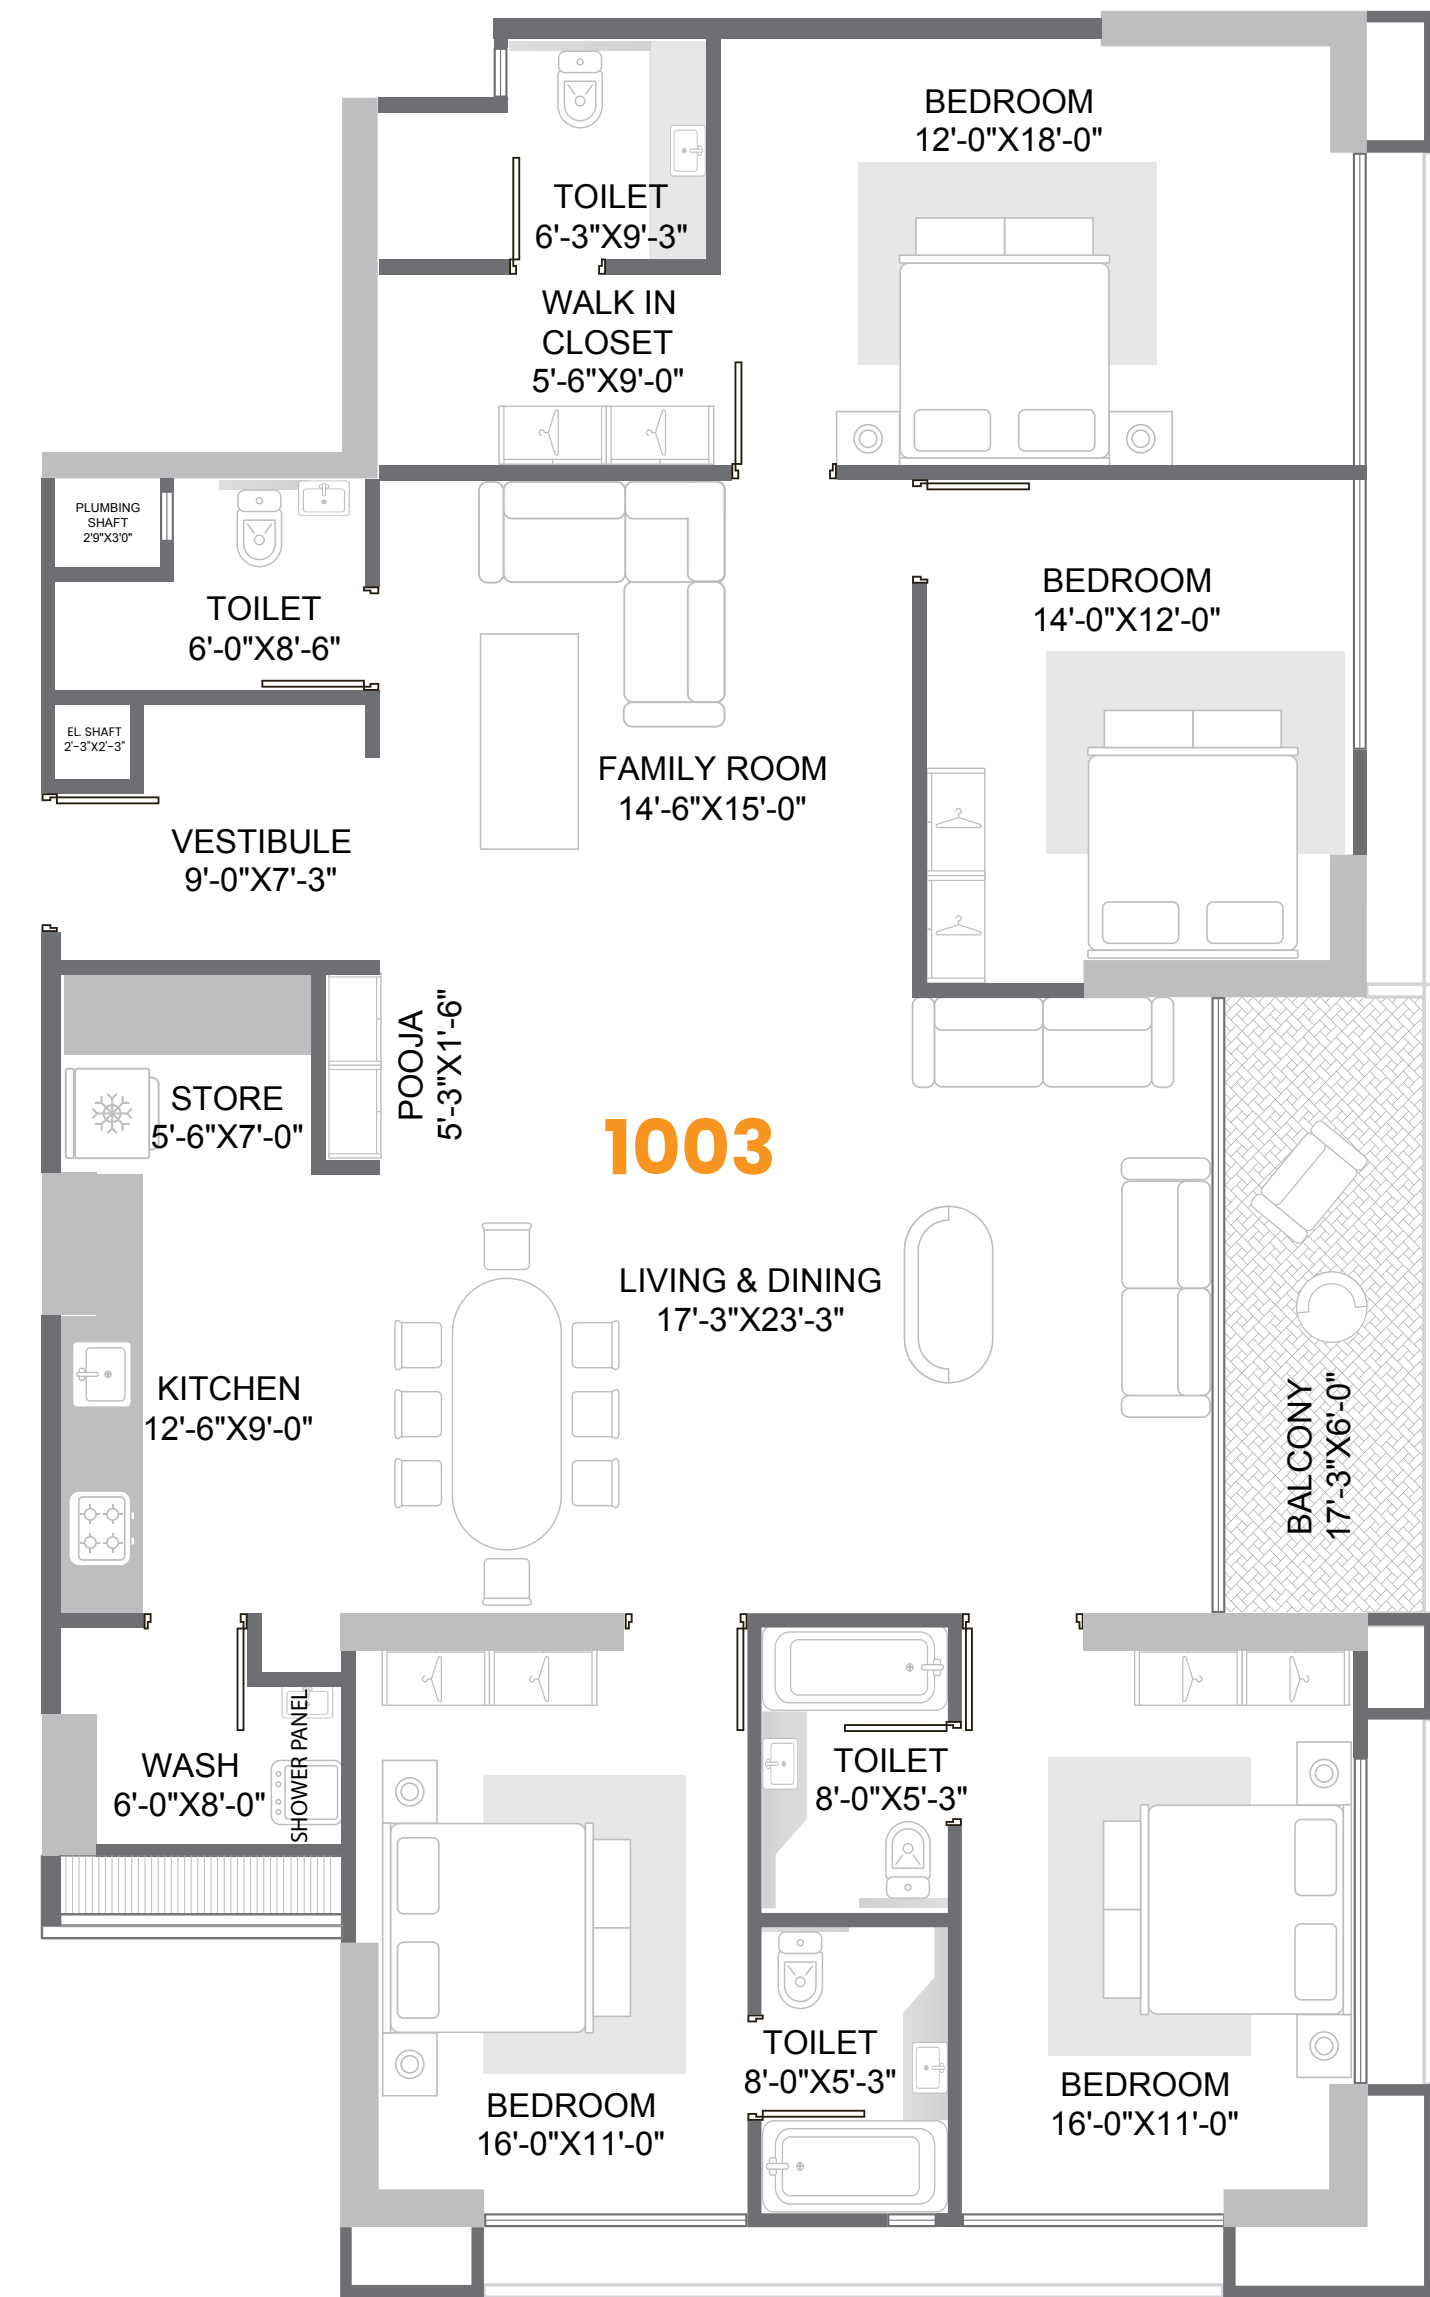 BEDROOM
12'-0"X18'-0"
TOILET
6'-3"X9'-3"
WALK IN
CLOSET
5'-6"X9'-0"
PLUMBING
SHAFT
2'9"X3'0"
TOILET
6'-0"X8'-6"
BEDROOM
14'-0"X12'-0"
EL. SHAFT
2'-3"X2'-3"
FAMILY ROOM
14'-6"X15'-0"
VESTIBULE
9'-0"X7'-3"
POOJA
5'-3"X1'-6"
STORE
5'-6"X7'-0"
1003
LIVING & DINING
17'-3"X23'-3"
KITCHEN
12'-6"X9'-0"
BALCONY
17'-3"X6'-0"
SHOWER PANEL
WASH
6'-0"X8'-0"
TOILET
8'-0"X5'-3"
TOILET
8'-0"X5'-3"
BEDROOM
16'-0"X11'-0"
BEDROOM
16'-0"X11'-0"